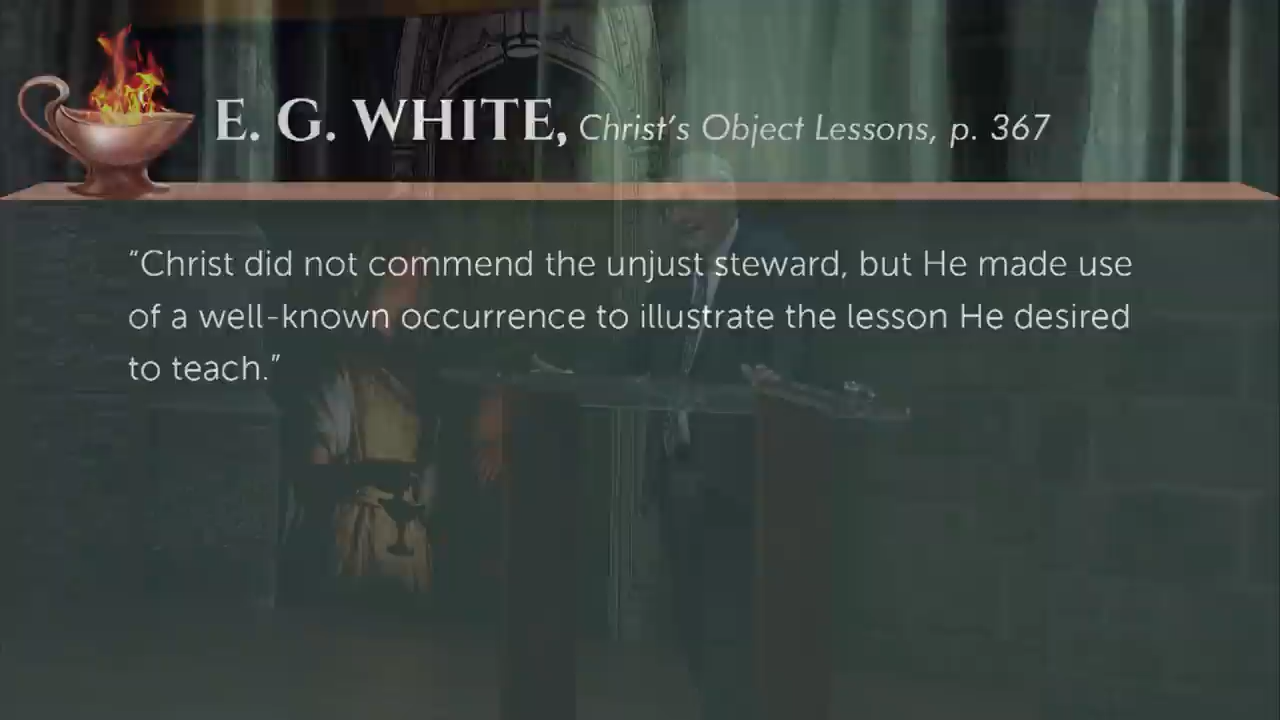 E. G. WHITE, Christ's Object Lessons, p. 367
“Christ did not commend the unjust steward, but He made use
of a well-known occurrence to illustrate the lesson He desired
to teach.”